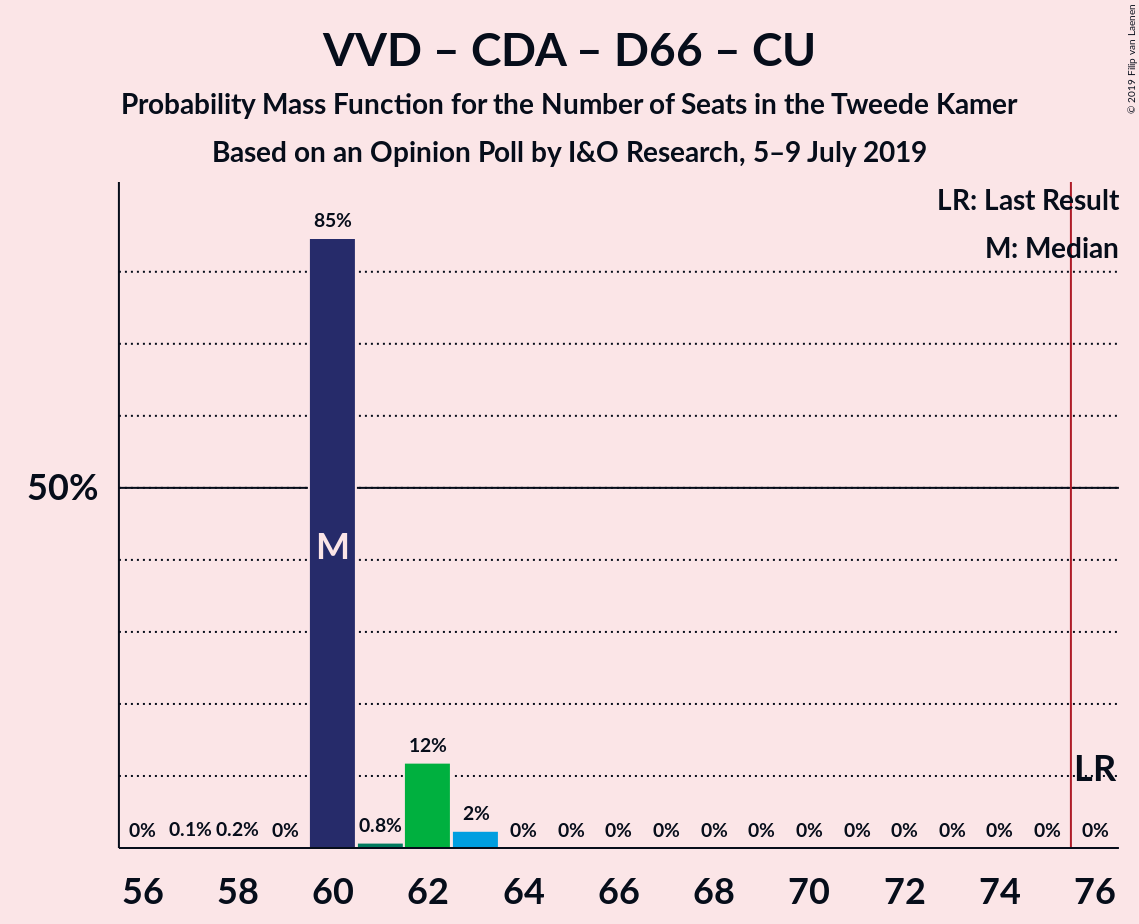 VVD – CDA – D66 – CU
Probability Mass Function for the Number of Seats in the Tweede Kamer
Based on an Opinion Poll by I&O Research, 5–9 July 2019
© 2019 Filip van Laenen
LR: Last Result
M: Median
85%
50%
M
12%
LR
0% 0.1% 0.2% 0% 0.8% 2% 0% 0% 0% 0% 0% 0% 0% 0% 0% 0% 0% 0% 0%
56 58 60 62 64 66 68 70 72 74 76